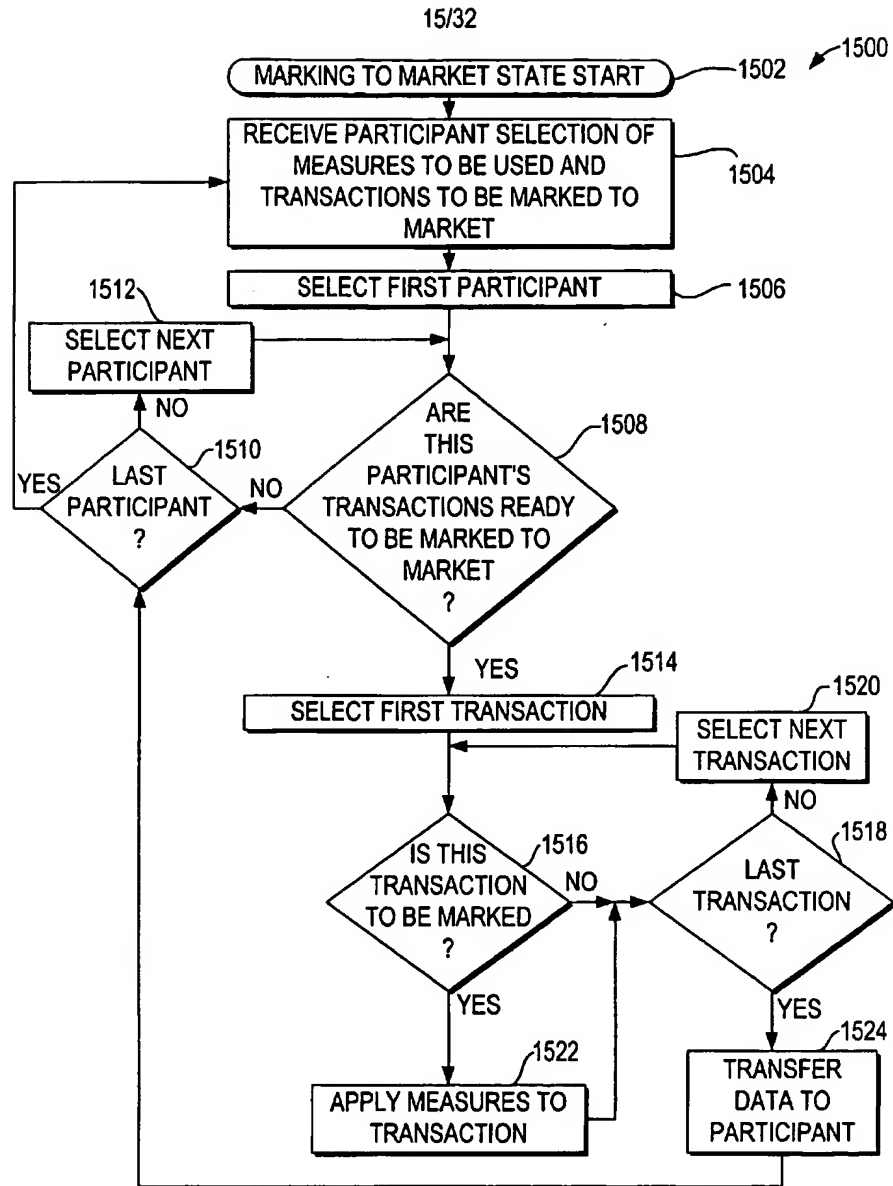 15/32
1500
MARKING TO MARKET STATE START
1502
RECEIVE PARTICIPANT SELECTION OF
MEASURES TO BE USED AND
TRANSACTIONS TO BE MARKED TO
MARKET
1504
SELECT FIRST PARTICIPANT
1506
1512
SELECT NEXT
PARTICIPANT
NO
1510
YES
LAST
PARTICIPANT
?
NO
ARE
THIS
PARTICIPANT'S
TRANSACTIONS READY
TO BE MARKED TO
MARKET
?
1508
YES
1514
SELECT FIRST TRANSACTION
1520
SELECT NEXT
TRANSACTION
NO
1516
IS THIS
TRANSACTION
TO BE MARKED
?
NO
1518
LAST
TRANSACTION
?
YES
YES
1522
APPLY MEASURES TO
TRANSACTION
1524
TRANSFER
DATA TO
PARTICIPANT